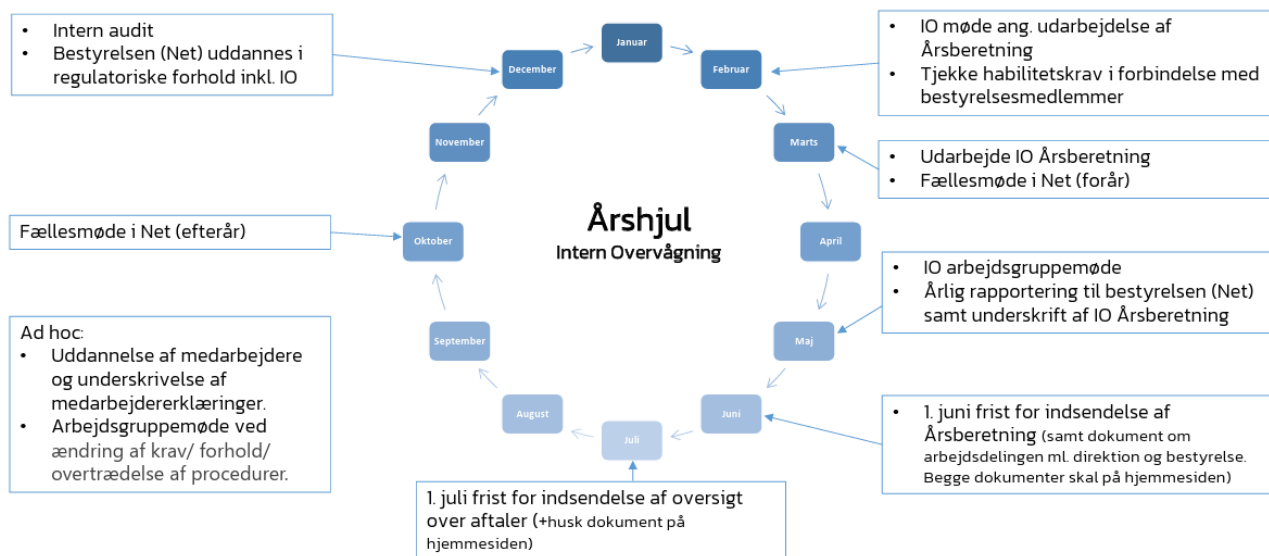 • Intern audit
• Bestyrelsen (Net) uddannes i
regulatoriske forhold inkl. IO
Januar
Februar
Marts
April
Maj
Juni
Juli
August
September
Oktober
November
December
Årshjul
Intern Overvågning
• IO møde ang. udarbejdelse af
Årsberetning
• Tjekke habilitetskrav i forbindelse med
bestyrelsesmedlemmer
• Udarbejde IO Årsberetning
• Fællesmøde i Net (forår)
• IO arbejdsgruppemøde
• Årlig rapportering til bestyrelsen (Net)
samt underskrift af IO Årsberetning
• 1. juni frist for indsendelse af
Årsberetning (samt dokument om
arbejdsdelingen ml. direktion og bestyrelse.
Begge dokumenter skal på hjemmesiden)
1. juli frist for indsendelse af oversigt
over aftaler (+husk dokument på
hjemmesiden)
Fællesmøde i Net (efterår)
Ad hoc:
• Uddannelse af medarbejdere
og underskrivelse af
medarbejdererklæringer.
• Arbejdsgruppemøde ved
ændring af krav/ forhold/
overtrædelse af procedurer.